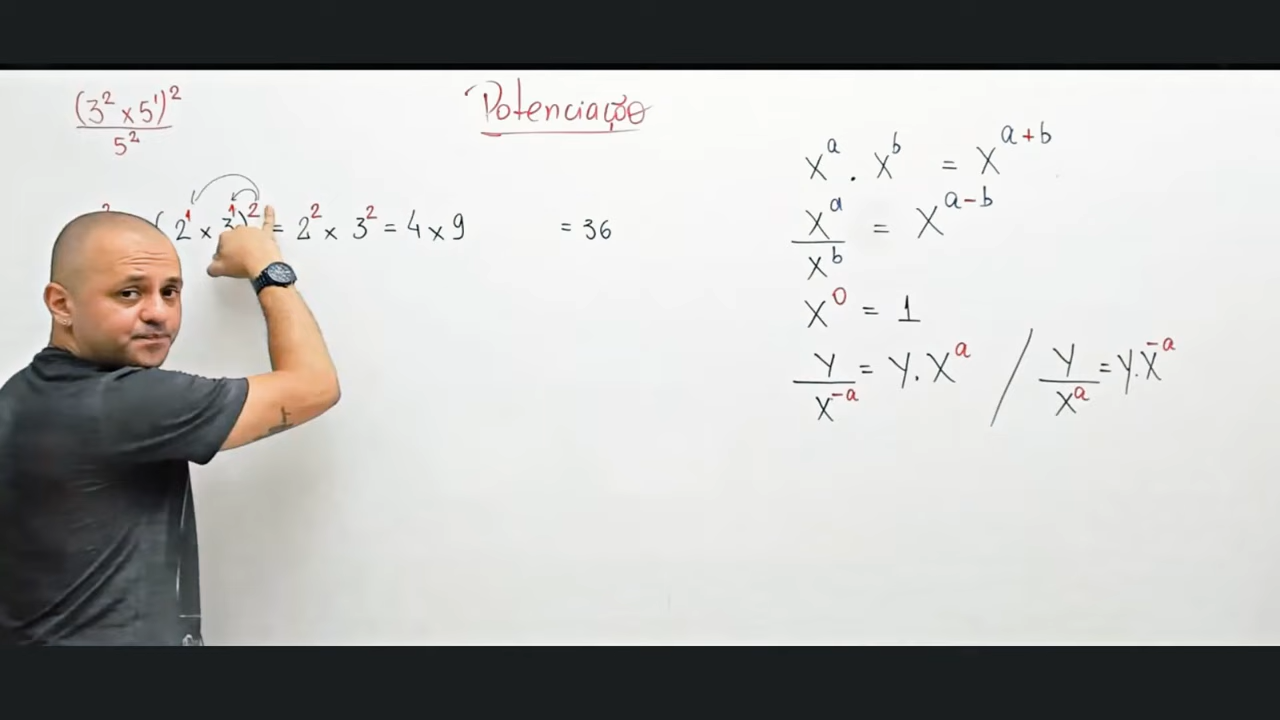 (3² x 5¹)²
5²
Potenciação
² (2¹ x 3¹)² = 2² x 3² = 4 x 9 = 36
xᵃ . xᵇ = xᵃ⁺ᵇ
xᵃ = xᵃ⁻ᵇ
xᵇ
x⁰ = 1
y = y . xᵃ / y = y . x⁻ᵃ
x⁻ᵃ xᵃ